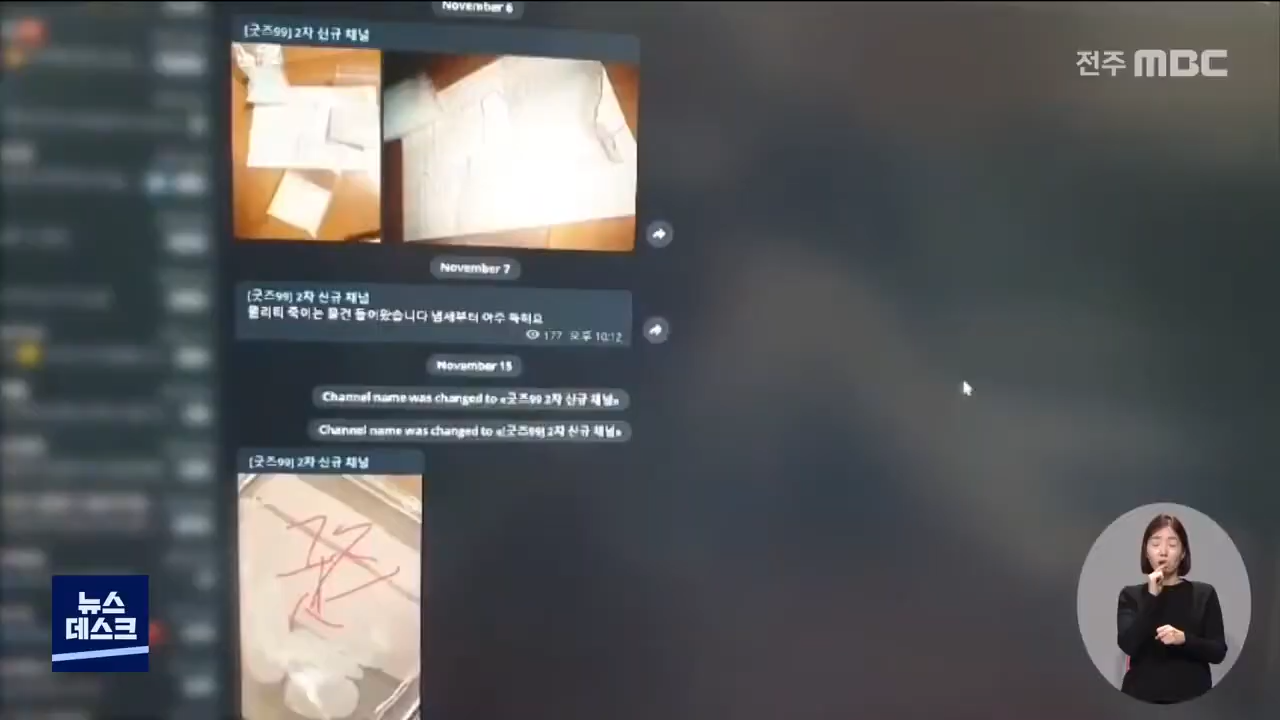 November 6
[굿즈99] 2차 신규 채널
전주 MBC
November 7
[굿즈99] 2차 신규 채널
퀄리티 죽이는 물건 들어왔습니다 냄새부터 아주 독해요
177 오후 10:12
November 15
Channel name was changed to «굿즈99 2차 신규 채널»
Channel name was changed to «[굿즈99] 2차 신규 채널»
[굿즈99] 2차 신규 채널
굿즈
뉴스
데스크